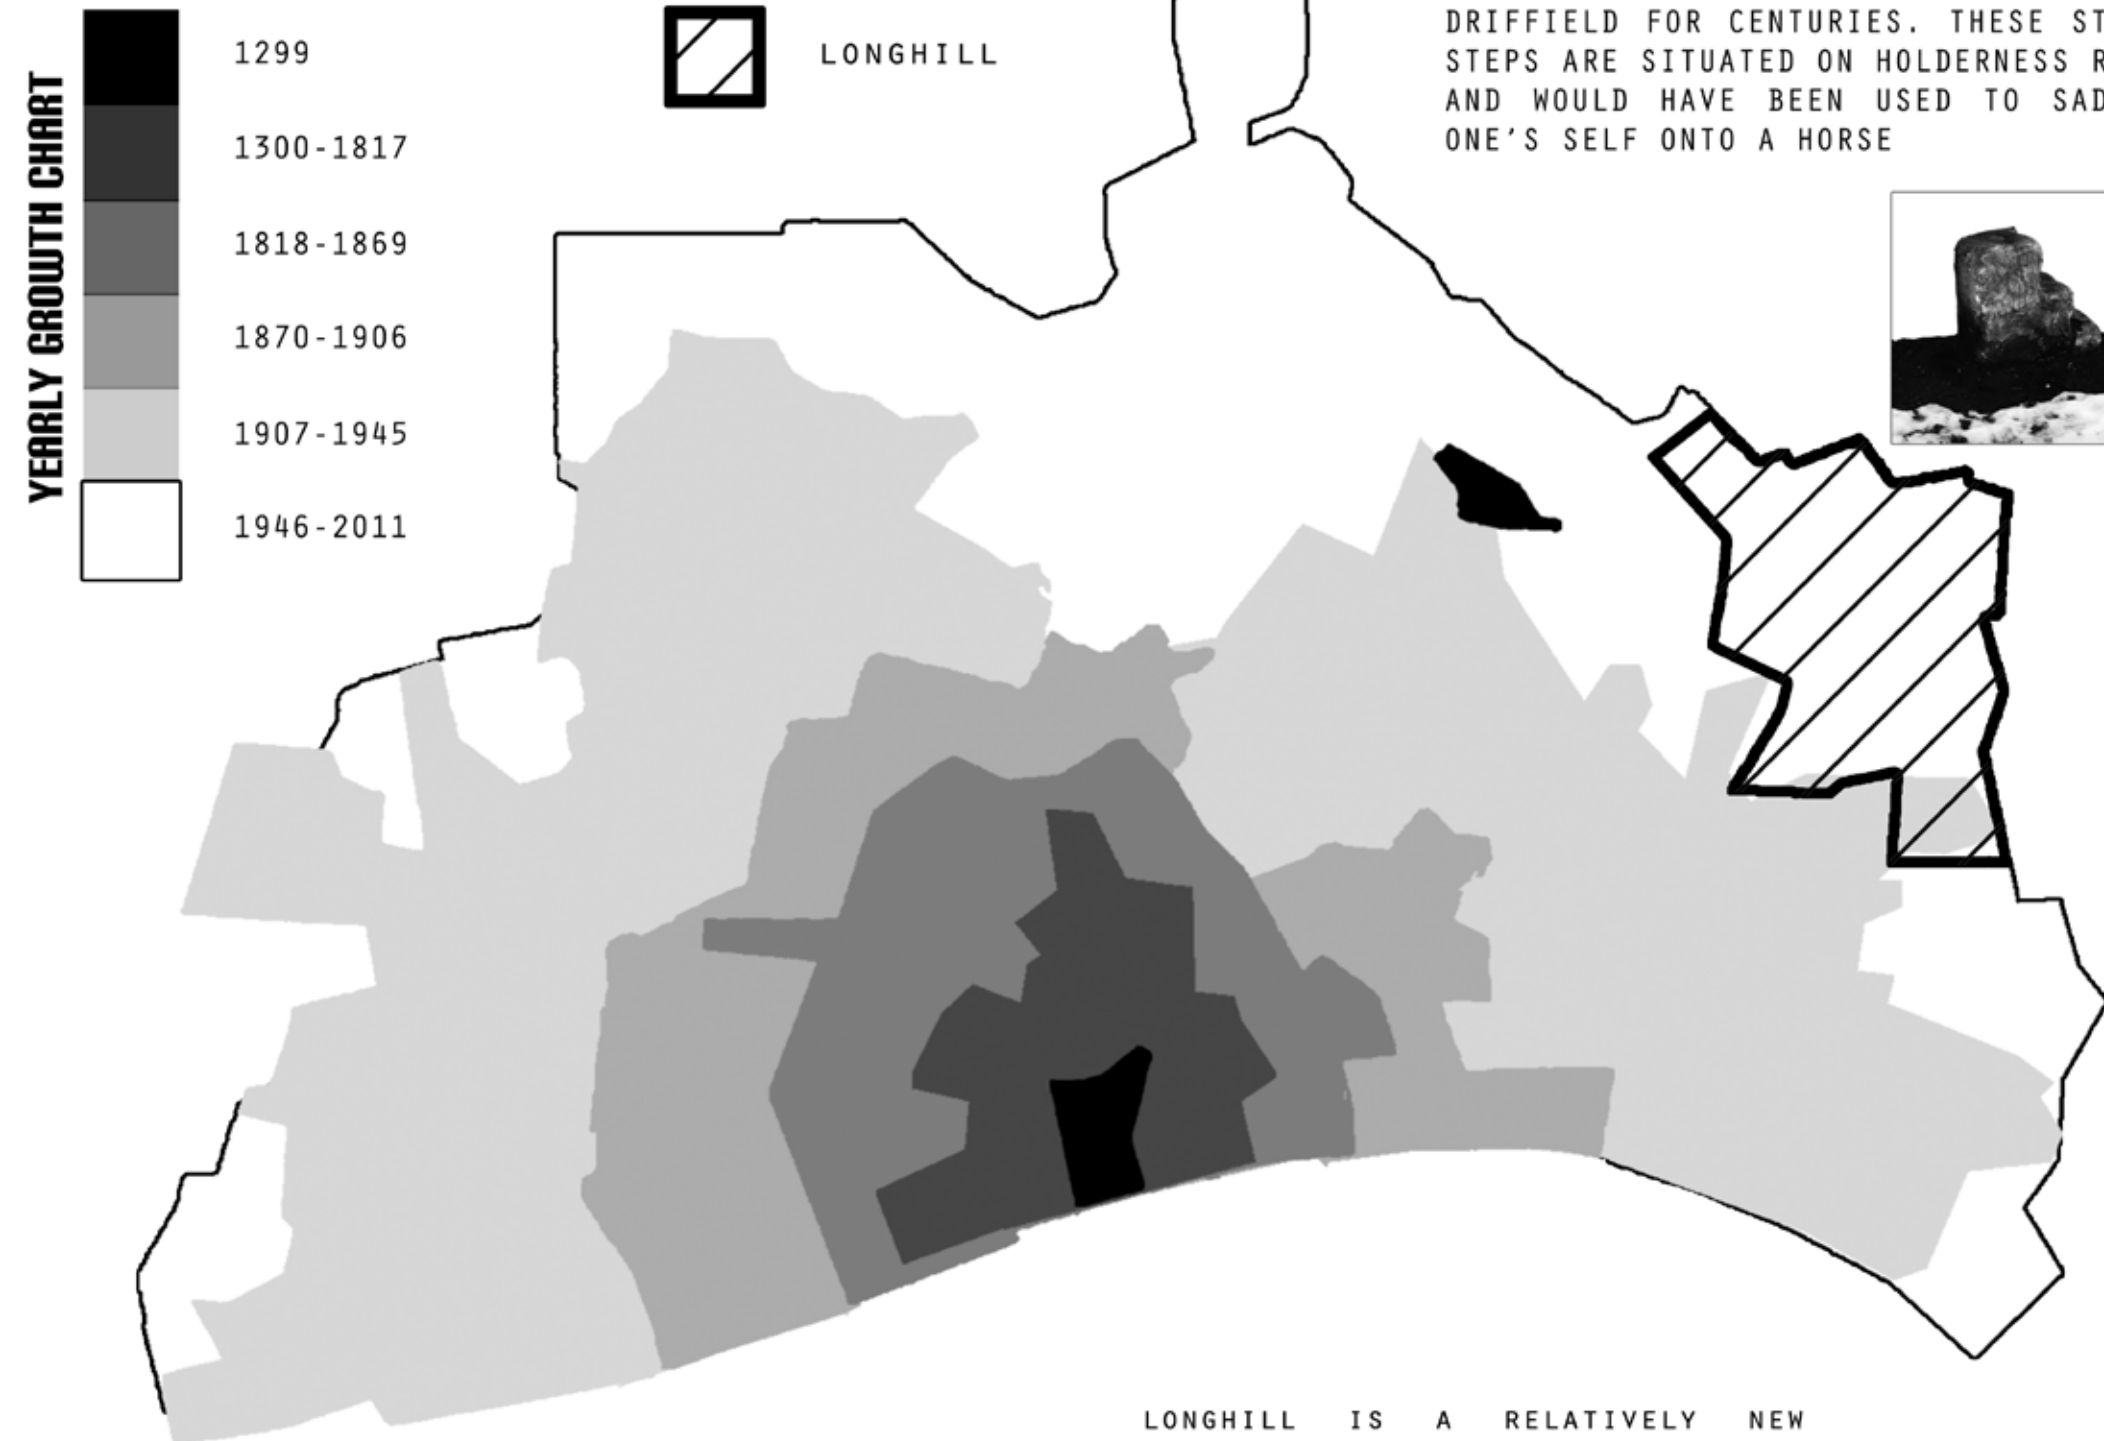 YEARLY GROWTH CHART
1299
1300-1817
1818-1869
1870-1906
1907-1945
1946-2011
LONGHILL
DRIFFIELD FOR CENTURIES. THESE
STEPS ARE SITUATED ON HOLDERNESS
AND WOULD HAVE BEEN USED TO
ONE'S SELF ONTO A HORSE
LONGHILL IS A RELATIVELY NEW